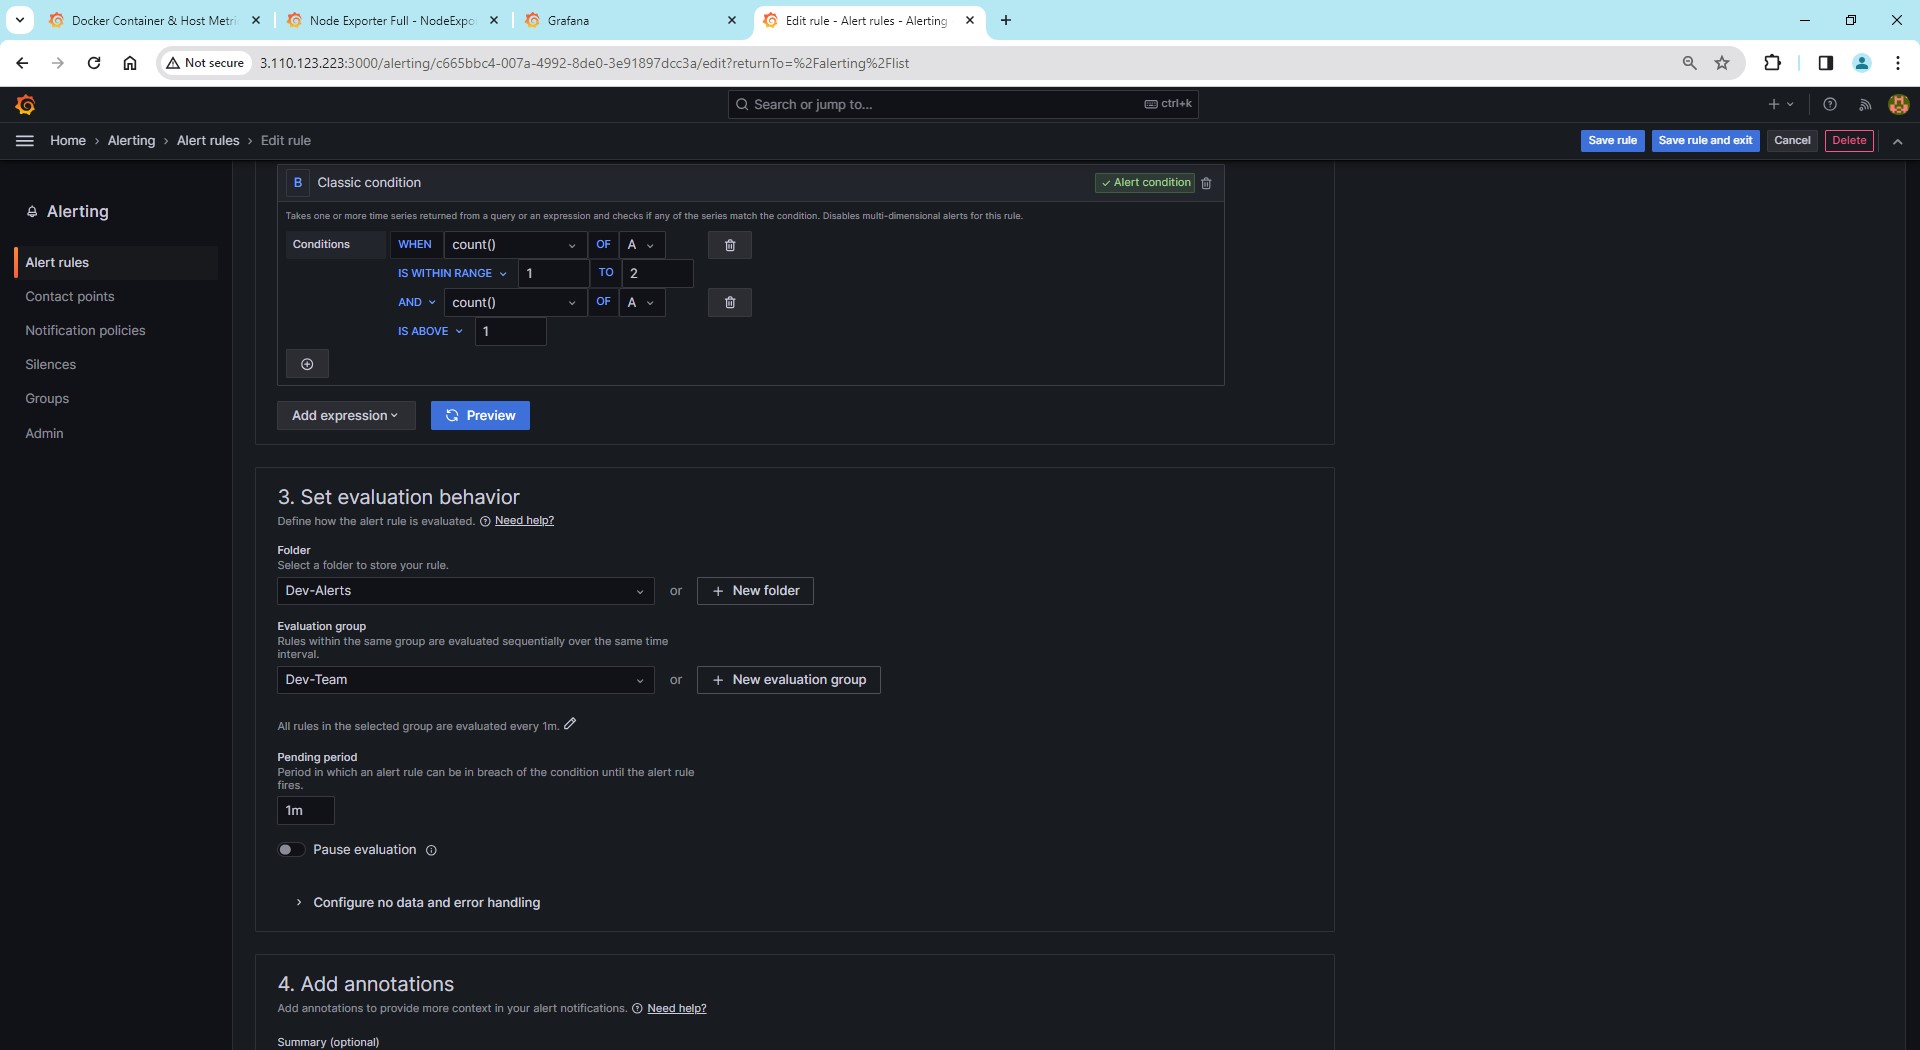 Docker Container & Host Metri
Node Exporter Full - NodeExpo
Grafana
Edit rule - Alert rules - Alerting
Not secure
3.110.123.223:3000/alerting/c665bbc4-007a-4992-8de0-3e91897dcc3a/edit?returnTo=%2Falerting%2Flist
Search or jump to...
ctrl+k
Home › Alerting › Alert rules › Edit rule
Save rule
Save rule and exit
Cancel
Delete
Alerting
Alert rules
Contact points
Notification policies
Silences
Groups
Admin
B Classic condition
Alert condition
Takes one or more time series returned from a query or an expression and checks if any of the series match the condition. Disables multi-dimensional alerts for this rule.
Conditions WHEN count() OF A
IS WITHIN RANGE 1 TO 2
AND count() OF A
IS ABOVE 1
Add expression
Preview
3. Set evaluation behavior
Define how the alert rule is evaluated. Need help?
Folder
Select a folder to store your rule.
Dev-Alerts or + New folder
Evaluation group
Rules within the same group are evaluated sequentially over the same time
interval.
Dev-Team or + New evaluation group
All rules in the selected group are evaluated every 1m.
Pending period
Period in which an alert rule can be in breach of the condition until the alert rule
fires.
1m
Pause evaluation
Configure no data and error handling
4. Add annotations
Add annotations to provide more context in your alert notifications. Need help?
Summary (optional)